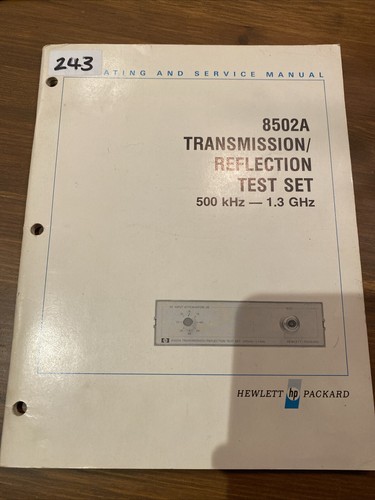 243
ATING AND SERVICE MANUAL
8502A
TRANSMISSION/
REFLECTION
TEST SET
500 kHz — 1.3 GHz
HEWLETT hp PACKARD